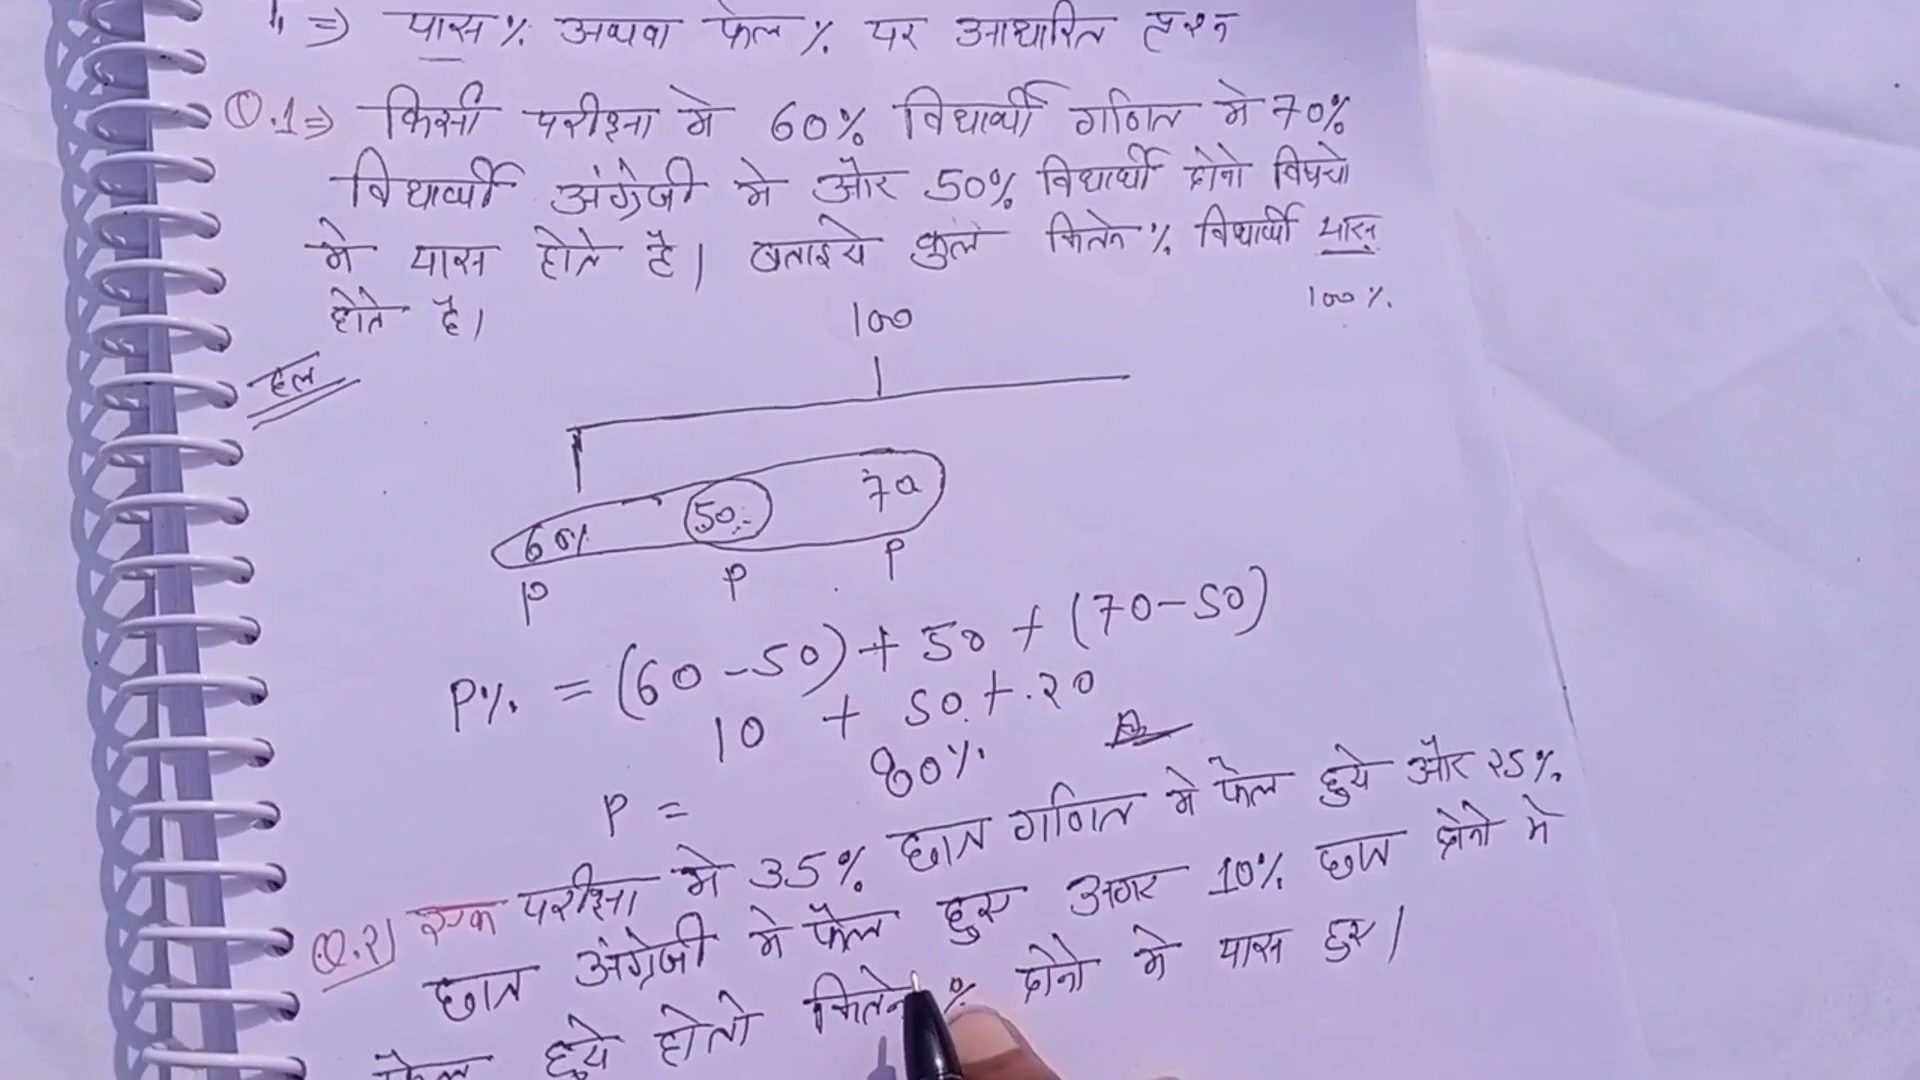 => पास% अथवा फेल% पर आधारित प्रश्न
Q.1=> किसी परीक्षा मे 60% विधार्थी गणित मे 70%
विधार्थी अंग्रेजी मे और 50% विधार्थी दोनो विषयो
मे पास होते है। बताइये कुल कितने % विधार्थी पास
होते है।
100%.
हल
100
60% 50 70
P P P
P% = (60-50)+50+(70-50)
10 + 50+20
80%
P =
Q.2) एक परीक्षा मे 35% छात्र गणित मे फेल हुये और 25%
छात्र अंग्रेजी मे फेल हुए अगर 10% छात्र दोनो मे
फेल हुये हो तो कितने % दोनो मे पास हुए।